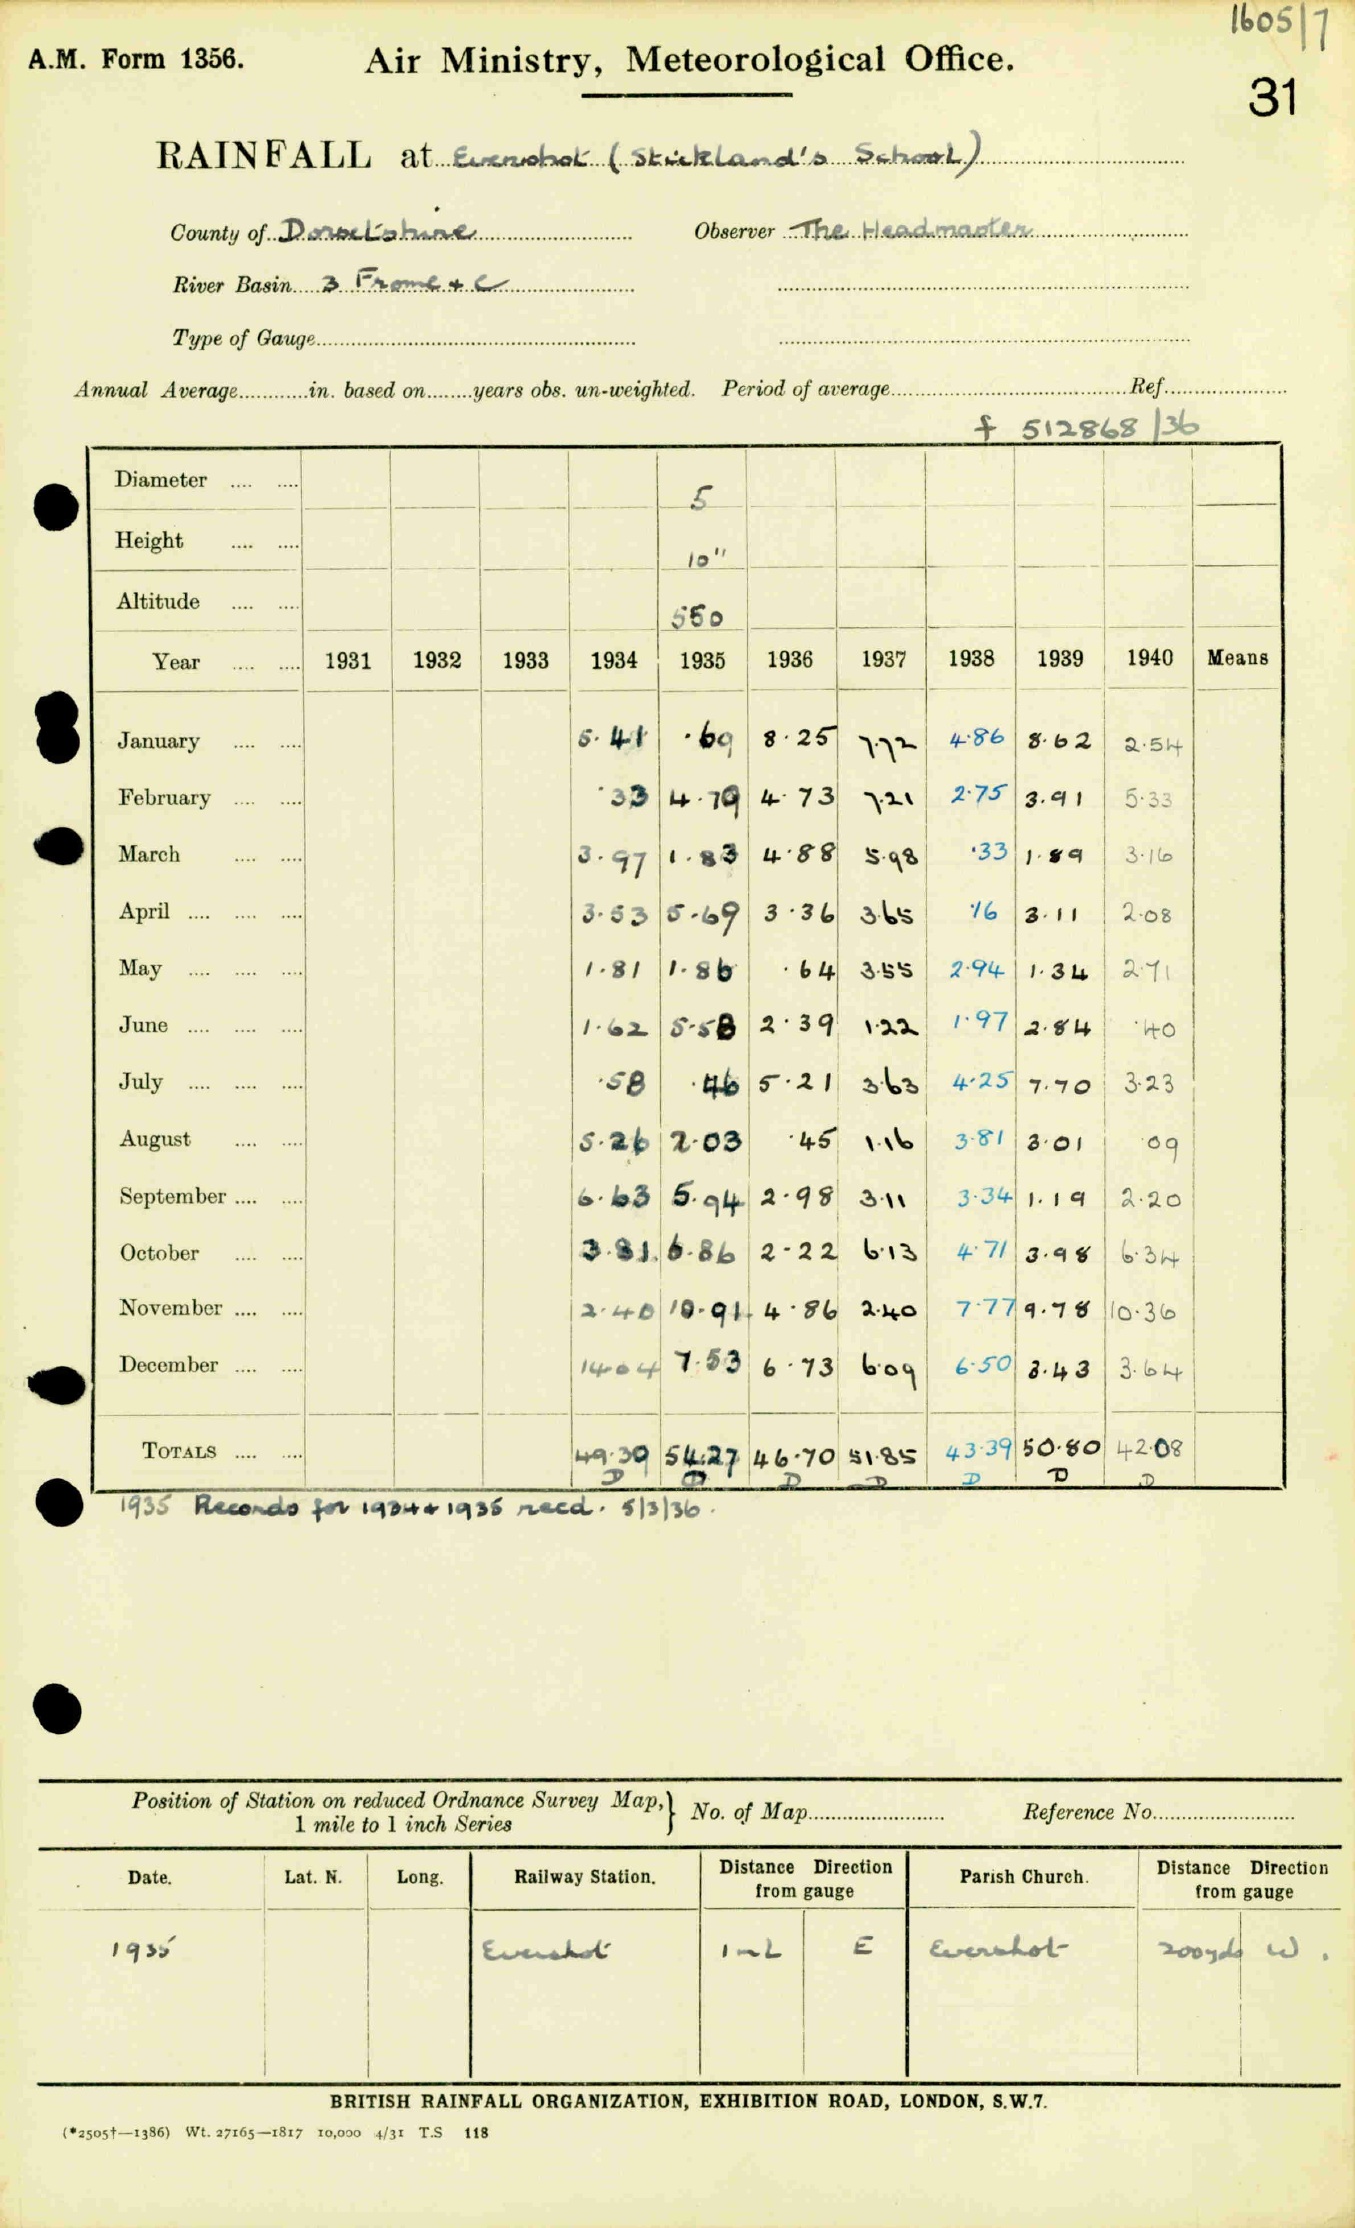 1605/7
A.M. Form 1356. Air Ministry, Meteorological Office.
31
RAINFALL at Evershot (Stickland's School)
County of Dorsetshire Observer The Headmaster
River Basin 3 Frome & C
Type of Gauge
Annual Average in. based on years obs. un-weighted. Period of average Ref.
f 512868/36
Diameter 5
Height 10"
Altitude 550
Year 1931 1932 1933 1934 1935 1936 1937 1938 1939 1940 Means
January 5.41 .69 8.25 7.72 4.86 8.62 2.54
February .33 4.79 4.73 7.21 2.75 3.91 5.33
March 3.97 1.83 4.88 5.98 .33 1.89 3.16
April 3.53 5.69 3.36 3.65 .16 3.11 2.08
May 1.81 1.86 .64 3.55 2.94 1.34 2.71
June 1.62 5.58 2.39 1.22 1.97 2.84 .40
July .58 .46 5.21 3.63 4.25 7.70 3.23
August 5.26 2.03 .45 1.16 3.81 3.01 .09
September 6.63 5.94 2.98 3.11 3.34 1.19 2.20
October 3.81 6.86 2.22 6.13 4.71 3.98 6.34
November 2.40 10.91 4.86 2.40 7.77 9.78 10.36
December 14.04 7.53 6.73 6.09 6.50 3.43 3.64
TOTALS 49.39 54.27 46.70 51.85 43.39 50.80 42.08
D D D D D D D
1935 Records for 1934 & 1935 recd. 5/3/36.
Position of Station on reduced Ordnance Survey Map, } No. of Map Reference No.
1 mile to 1 inch Series
Date. Lat. N. Long. Railway Station. Distance Direction from gauge Parish Church. Distance Direction from gauge
1935 Evershot 1 ml E Evershot 200yds W.
BRITISH RAINFALL ORGANIZATION, EXHIBITION ROAD, LONDON, S.W.7.
(*2505†—1386) Wt. 27165—1817 10,000 4/31 T.S 118